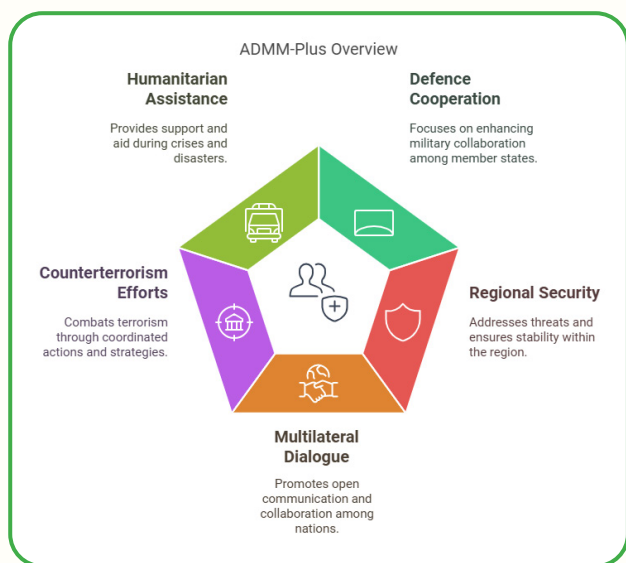 ADMM-Plus Overview
Humanitarian
Assistance
Provides support and
aid during crises and
disasters.
Defence
Cooperation
Focuses on enhancing
military collaboration
among member states.
Counterterrorism
Efforts
Combats terrorism
through coordinated
actions and strategies.
Regional Security
Addresses threats and
ensures stability within
the region.
Multilateral
Dialogue
Promotes open
communication and
collaboration among
nations.